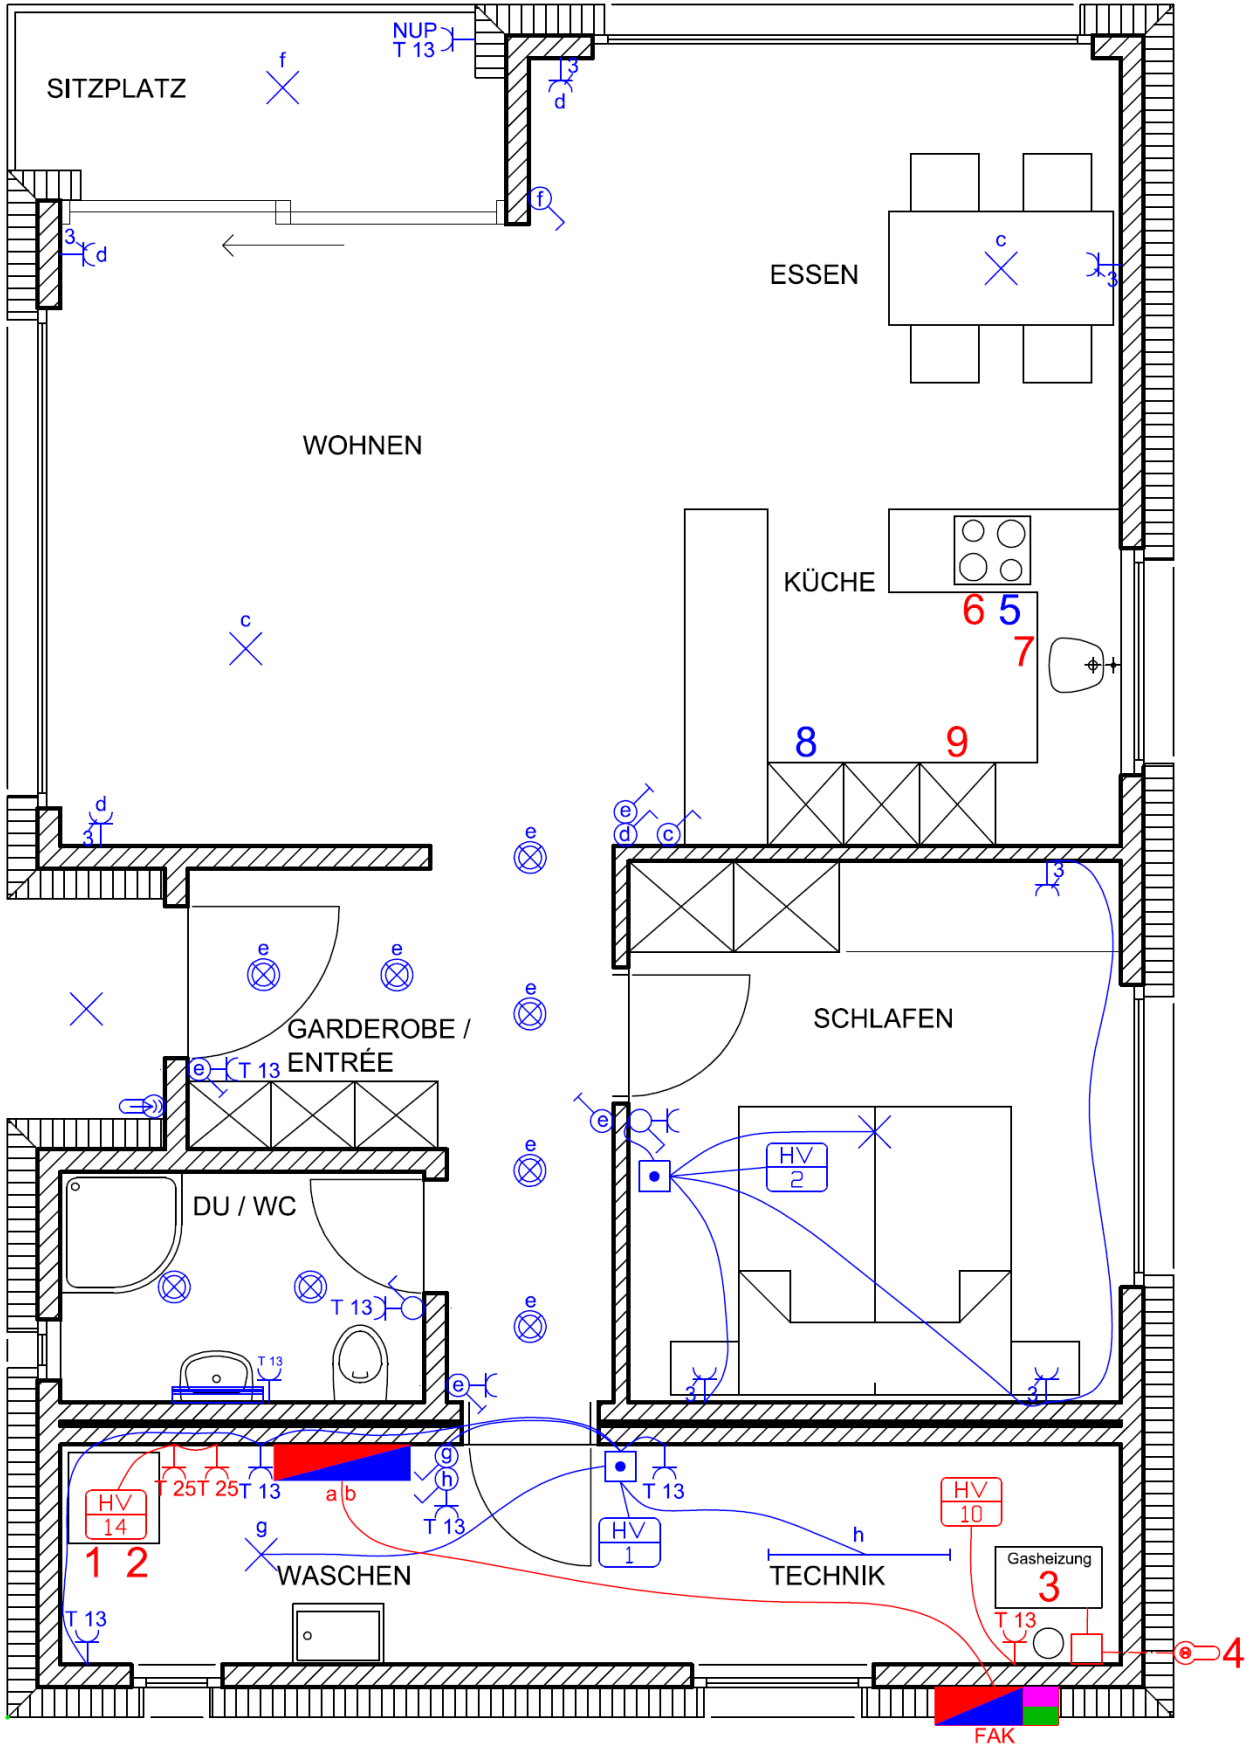 NUP
T 13
f
SITZPLATZ
3
d
f
3
d
c
ESSEN
3
WOHNEN
KÜCHE
6 5
c
7
8
9
d
3
e
e
d
c
3
e
e
e
SCHLAFEN
GARDEROBE /
ENTRÉE
e
T 13
e
e
HV
2
DU / WC
T 13
e
T 13
e
3
3
g
h
T 25
T 25
T 13
a b
T 13
T 13
HV
14
HV
10
g
HV
1
h
1 2
WASCHEN
TECHNIK
Gasheizung
3
T 13
T 13
4
FAK